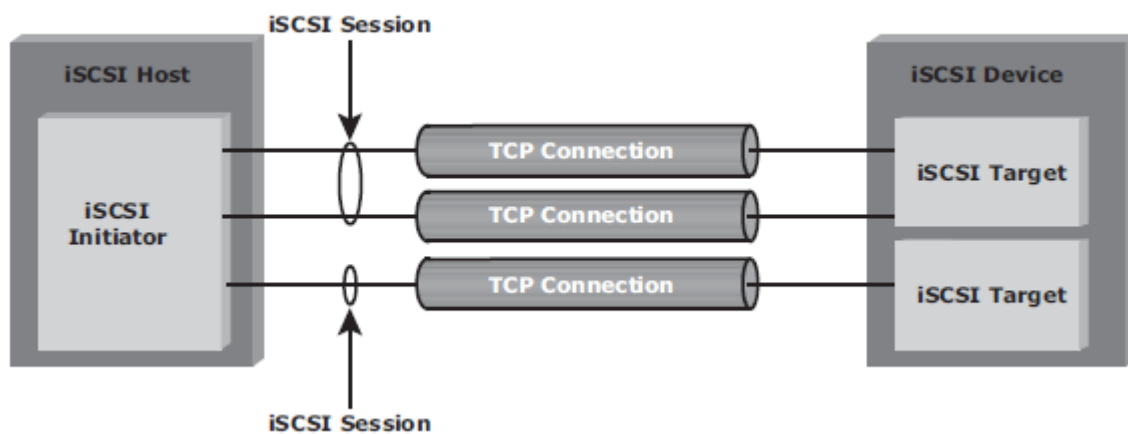 iSCSI Session
iSCSI Host
iSCSI Device
TCP Connection
iSCSI Target
iSCSI
Initiator
TCP Connection
TCP Connection
iSCSI Target
iSCSI Session